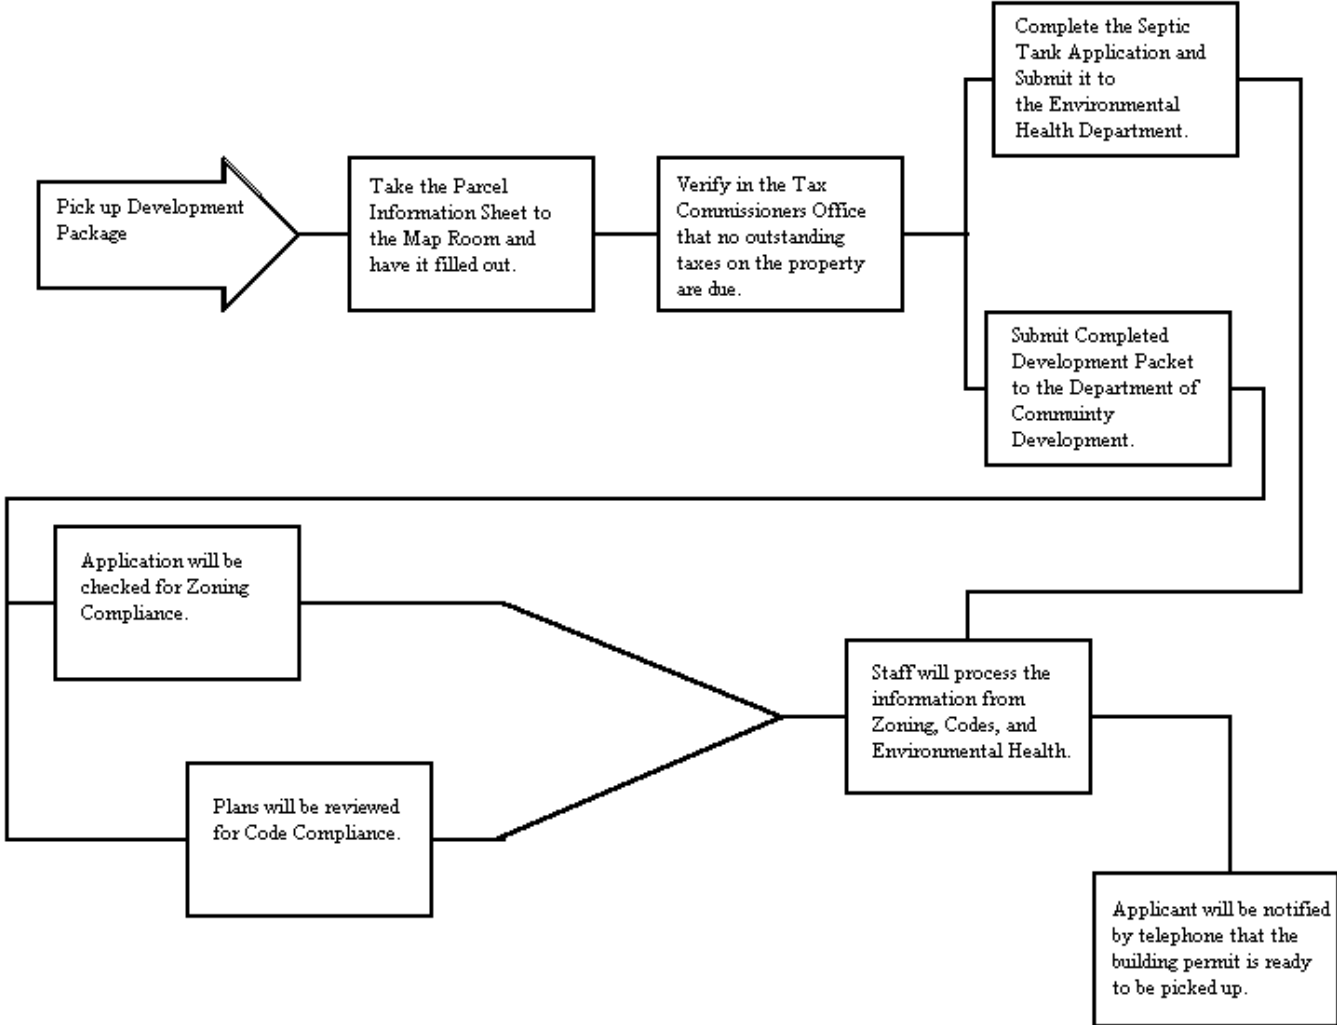 Complete the Septic
Tank Application and
Submit it to
the Environmental
Health Department.
Pick up Development
Package
Take the Parcel
Information Sheet to
the Map Room and
have it filled out.
Verify in the Tax
Commissioners Office
that no outstanding
taxes on the property
are due.
Submit Completed
Development Packet
to the Department of
Commuinty
Development.
Application will be
checked for Zoning
Compliance.
Staff will process the
information from
Zoning, Codes, and
Environmental Health.
Plans will be reviewed
for Code Compliance.
Applicant will be notified
by telephone that the
building permit is ready
to be picked up.